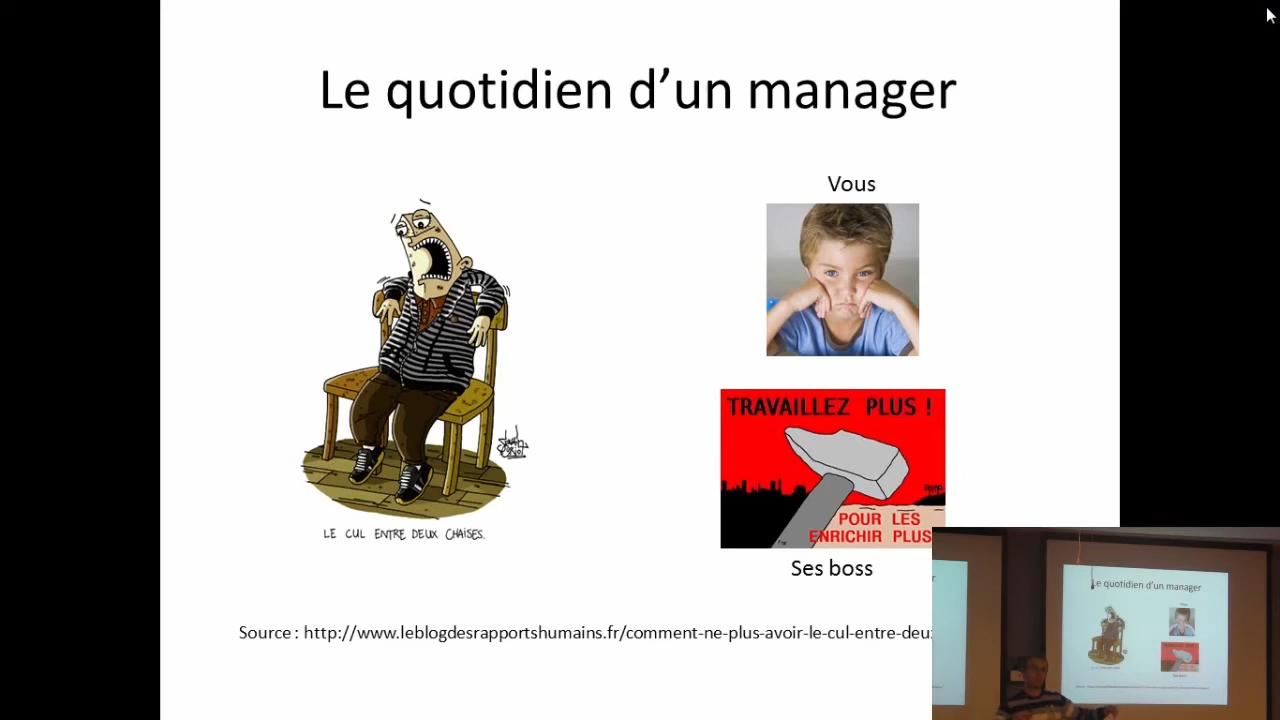 Le quotidien d’un manager
Vous
TRAVAILLEZ PLUS !
POUR LES
ENRICHIR PLUS
LE CUL ENTRE DEUX CHAISES.
Ses boss
Source : http://www.leblogdesrapportshumains.fr/comment-ne-plus-avoir-le-cul-entre-deux
Le quotidien d’un manager